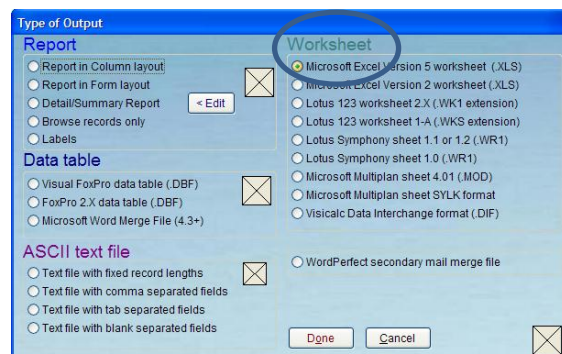 Type of Output
Report
Report in Column layout
Report in Form layout
Detail/Summary Report
< Edit
Browse records only
Labels
Data table
Visual FoxPro data table (.DBF)
FoxPro 2.X data table (.DBF)
Microsoft Word Merge File (4.3+)
ASCII text file
Text file with fixed record lengths
Text file with comma separated fields
Text file with tab separated fields
Text file with blank separated fields
Worksheet
Microsoft Excel Version 5 worksheet (.XLS)
Microsoft Excel Version 2 worksheet (.XLS)
Lotus 123 worksheet 2.X (.WK1 extension)
Lotus 123 worksheet 1-A (.WKS extension)
Lotus Symphony sheet 1.1 or 1.2 (.WR1)
Lotus Symphony sheet 1.0 (.WR1)
Microsoft Multiplan sheet 4.01 (.MOD)
Microsoft Multiplan sheet SYLK format
Visicalc Data Interchange format (.DIF)
WordPerfect secondary mail merge file
Done
Cancel